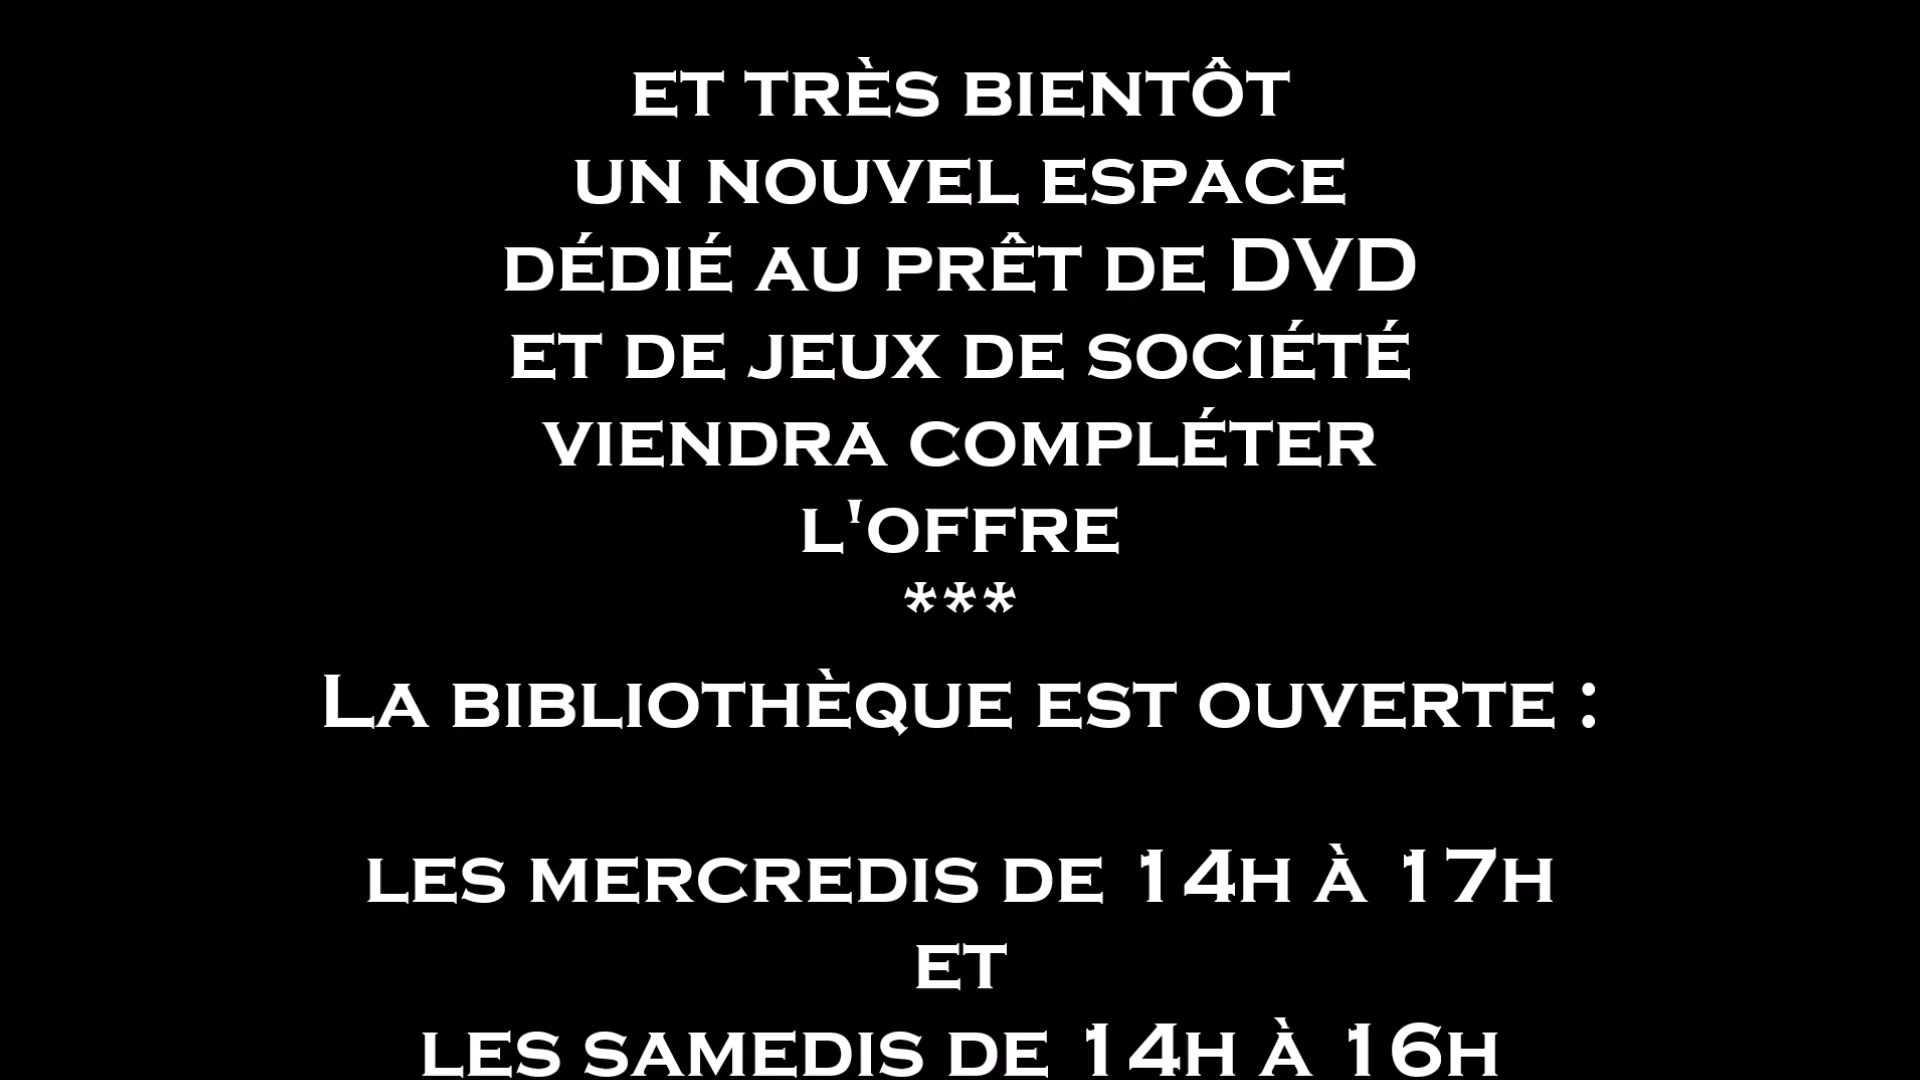 et très bientôt
un nouvel espace
dédié au prêt de DVD
et de jeux de société
viendra compléter
l'offre
***
La bibliothèque est ouverte :
les mercredis de 14h à 17h
et
les samedis de 14h à 16h